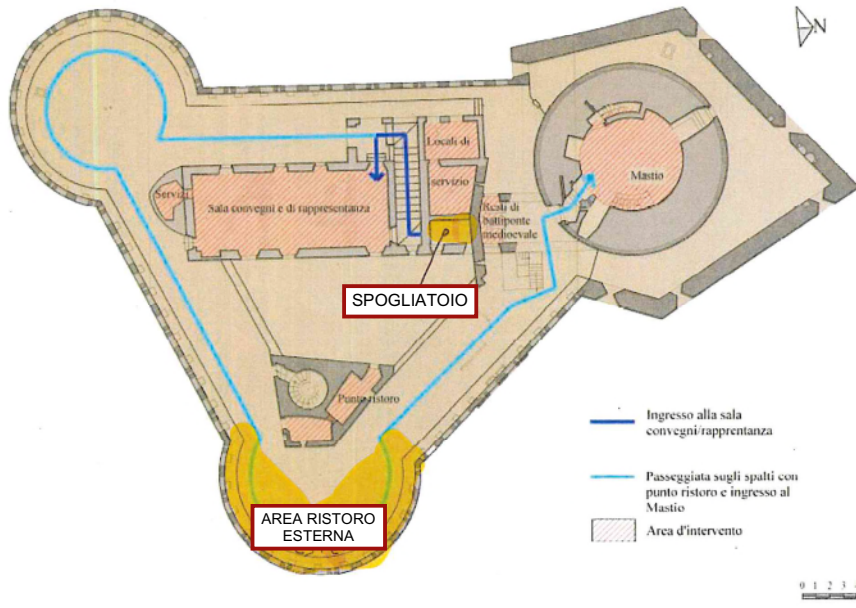 N
Locali di
servizio
Mastio
Servizi
Sala convegni e di rappresentanza
Resti di
battiponte
medioevale
SPOGLIATOIO
Punto ristoro
AREA RISTORO
ESTERNA
Ingresso alla sala
convegni/rapprentanza
Passeggiata sugli spalti con
punto ristoro e ingresso al
Mastio
Area d'intervento
0 1 2 3 4